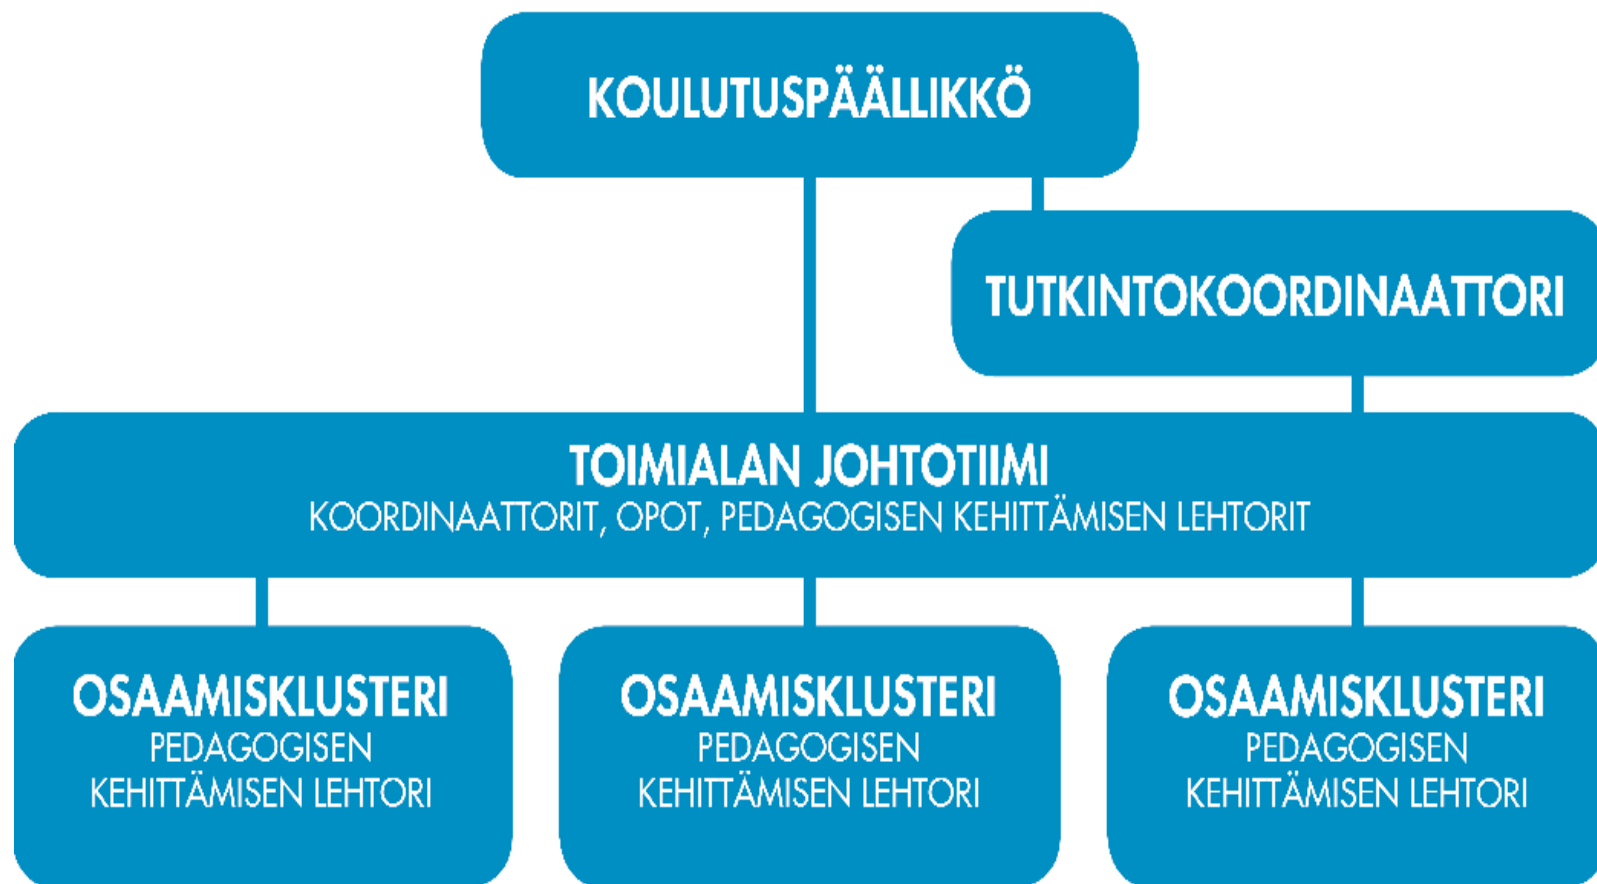 KOULUTUSPÄÄLLIKKÖ
TUTKINTOKOORDINAATTORI
TOIMIALAN JOHTOTIIMI
KOORDINAATTORIT, OPOT, PEDAGOGISEN KEHITTÄMISEN LEHTORIT
OSAAMISKLUSTERI
PEDAGOGISEN
KEHITTÄMISEN LEHTORI
OSAAMISKLUSTERI
PEDAGOGISEN
KEHITTÄMISEN LEHTORI
OSAAMISKLUSTERI
PEDAGOGISEN
KEHITTÄMISEN LEHTORI